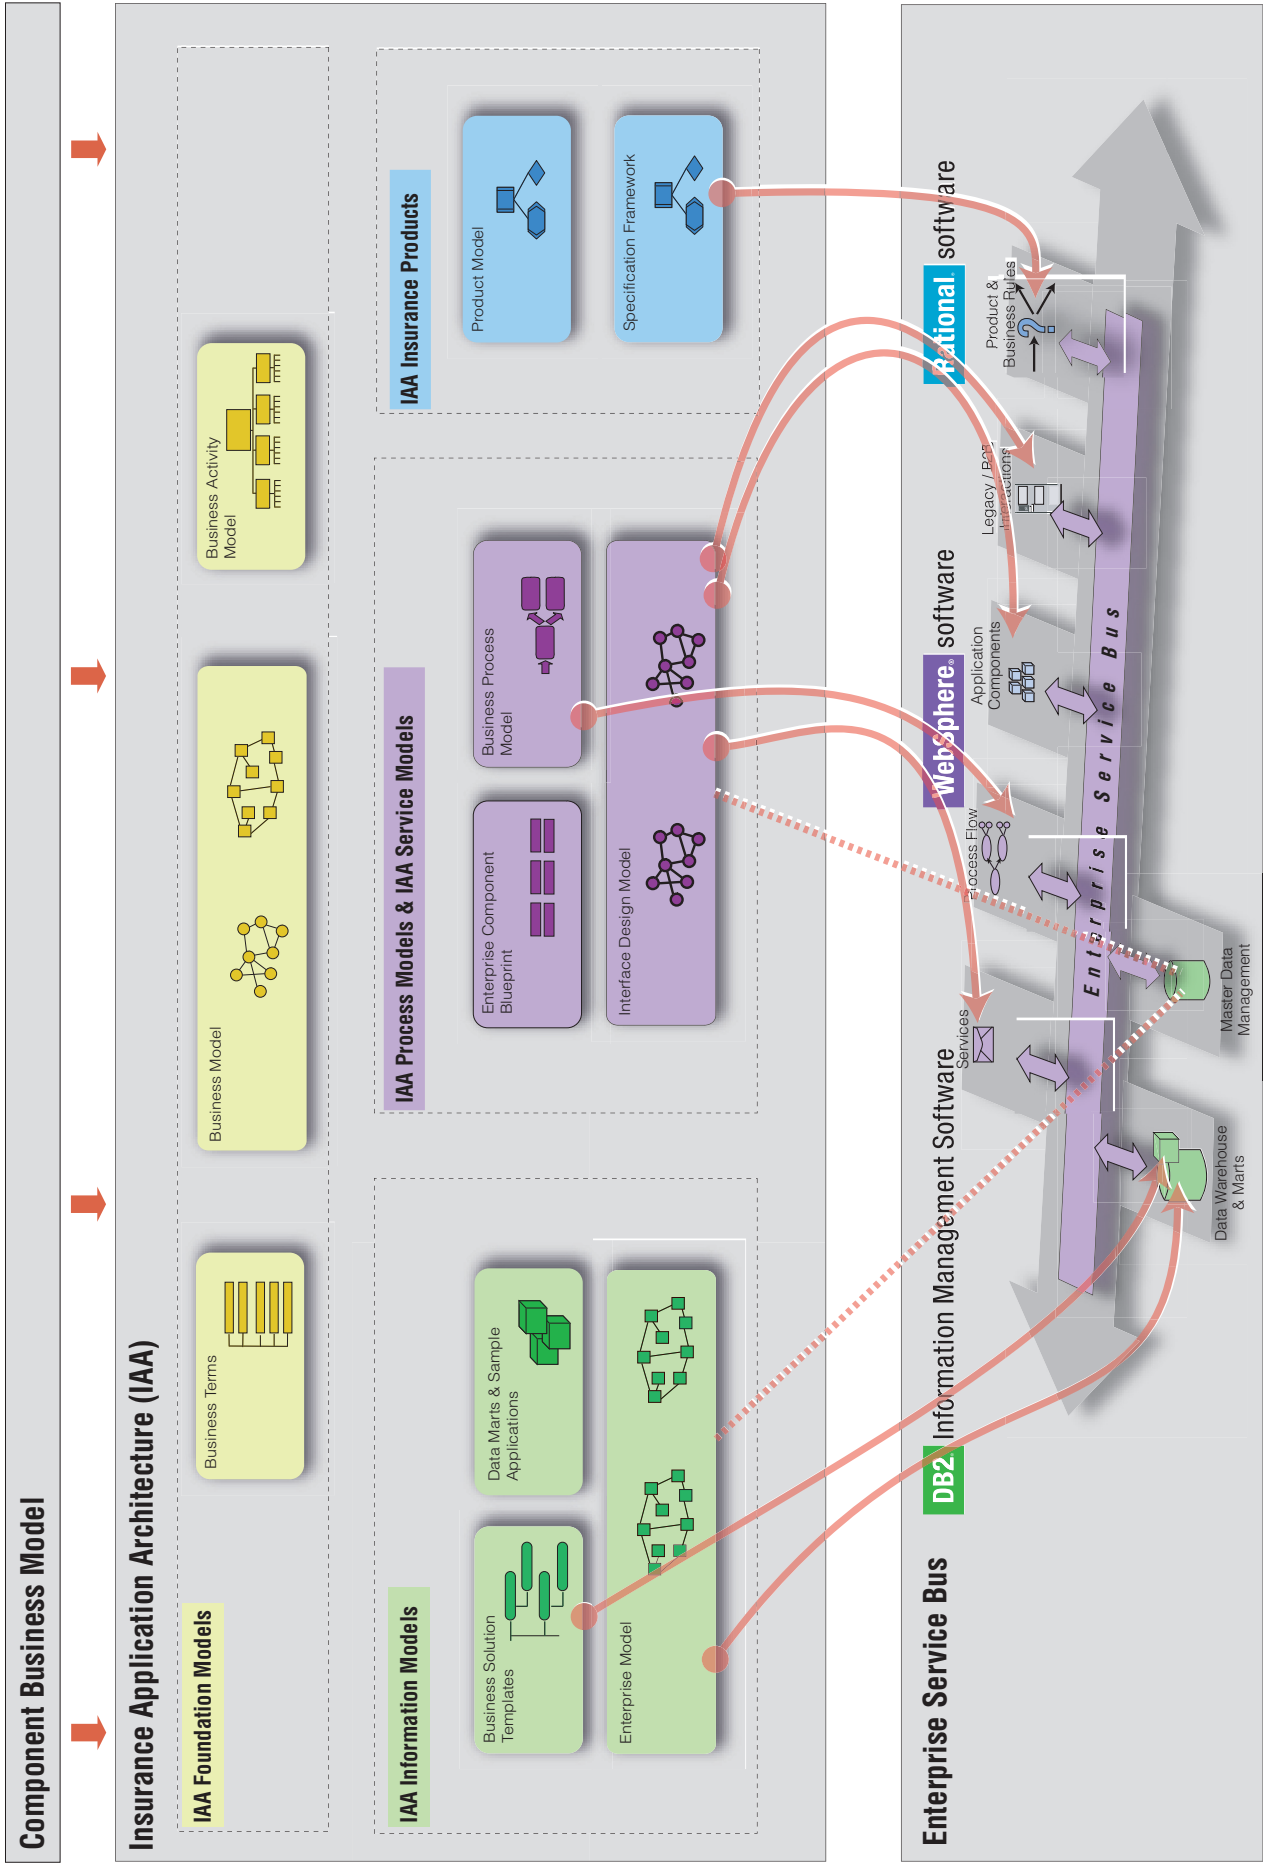 Component Business Model
Insurance Application Architecture (IAA)
IAA Foundation Models
Business Terms
Business Model
Business Activity
Model
IAA Information Models
Business Solution
Templates
Data Marts & Sample
Applications
Enterprise Model
IAA Process Models & IAA Service Models
Enterprise Component
Blueprint
Business Process
Model
Interface Design Model
IAA Insurance Products
Product Model
Specification Framework
Enterprise Service Bus
DB2. Information Management Software
WebSphere® software
Rational. software
Services
Process Flow
Application
Components
Legacy / B2B
Interactions
Product &
Business Rules
Enterprise Service Bus
Data Warehouse
& Marts
Master Data
Management